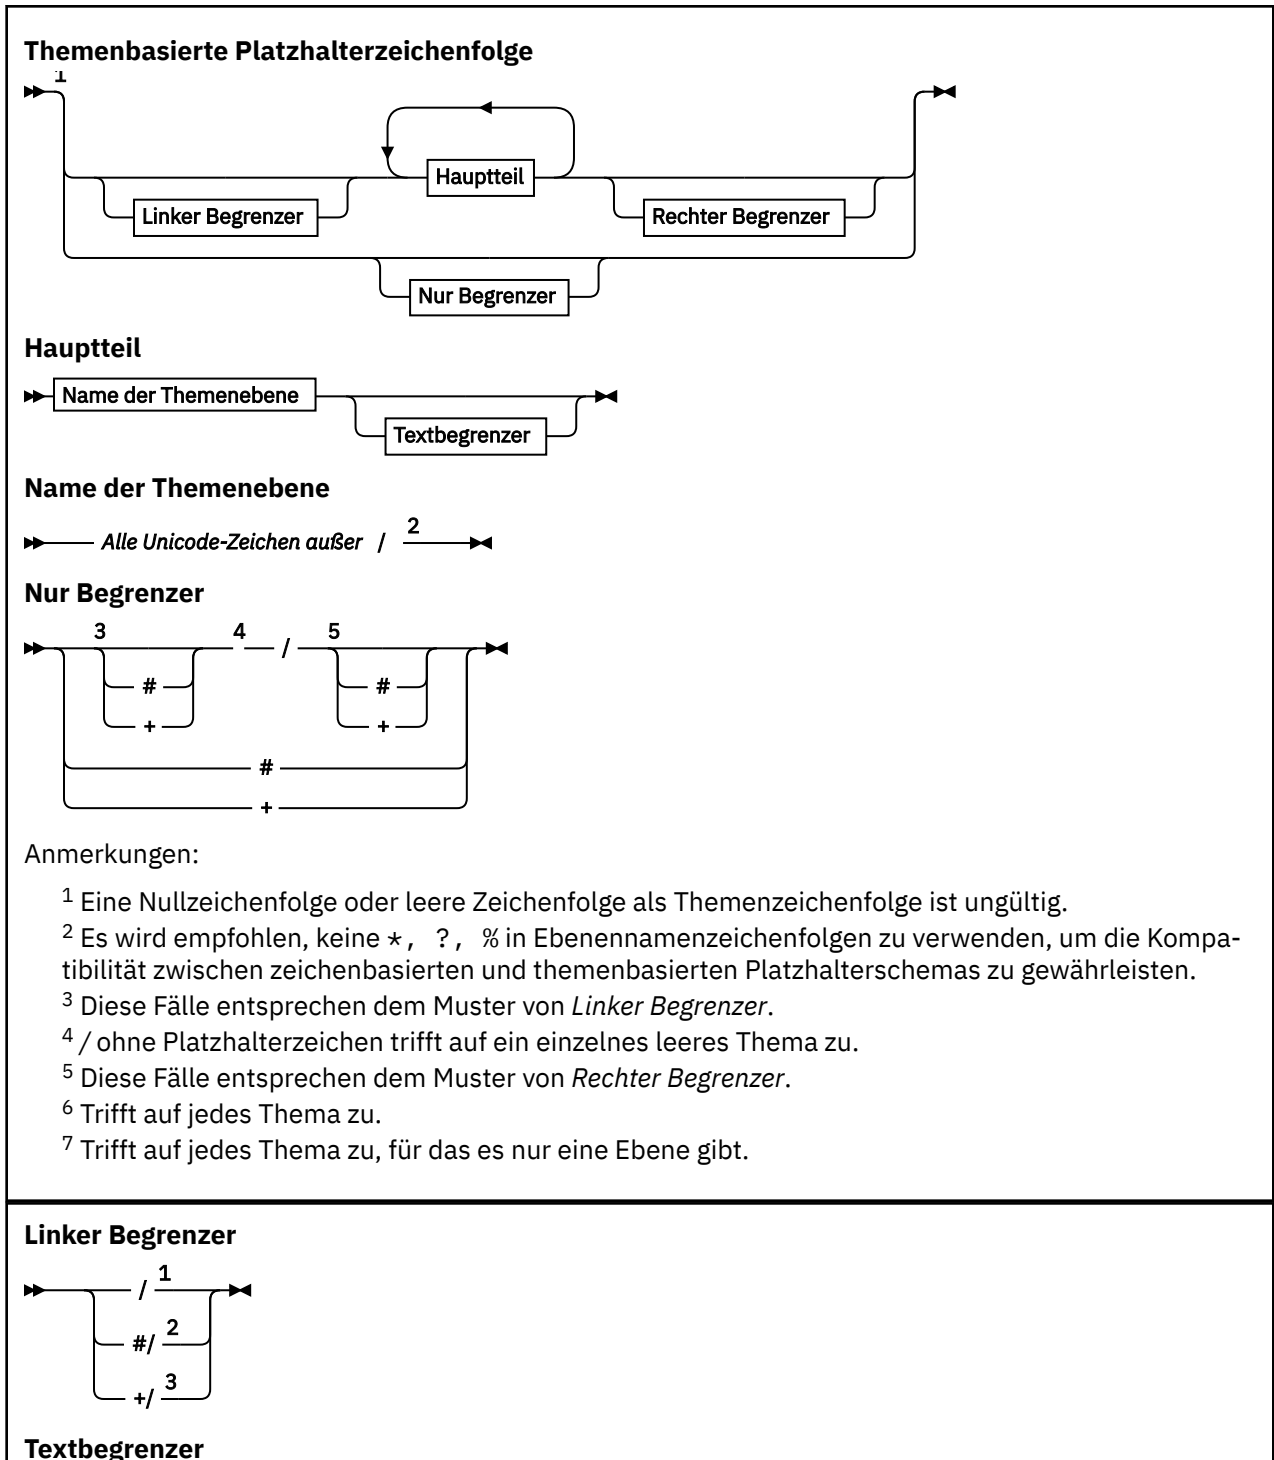 Themenbasierte Platzhalterzeichenfolge
1
Hauptteil
Linker Begrenzer
Rechter Begrenzer
Nur Begrenzer
Hauptteil
Name der Themenebene
Textbegrenzer
Name der Themenebene
Alle Unicode-Zeichen außer / 2
Nur Begrenzer
3 4 / 5
# #
+ +
#
+
Anmerkungen:
1 Eine Nullzeichenfolge oder leere Zeichenfolge als Themenzeichenfolge ist ungültig.
2 Es wird empfohlen, keine *, ?, % in Ebenennamenzeichenfolgen zu verwenden, um die Kompa-
tibilität zwischen zeichenbasierten und themenbasierten Platzhalterschemas zu gewährleisten.
3 Diese Fälle entsprechen dem Muster von Linker Begrenzer.
4 / ohne Platzhalterzeichen trifft auf ein einzelnes leeres Thema zu.
5 Diese Fälle entsprechen dem Muster von Rechter Begrenzer.
6 Trifft auf jedes Thema zu.
7 Trifft auf jedes Thema zu, für das es nur eine Ebene gibt.
Linker Begrenzer
/ 1
#/ 2
+/ 3
Textbegrenzer